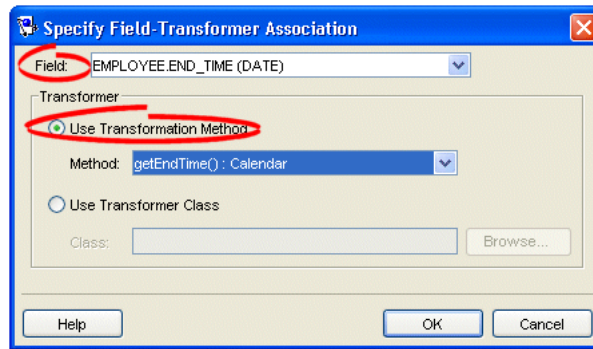 Specify Field-Transformer Association
Field: EMPLOYEE.END_TIME (DATE)
Transformer
Use Transformation Method
Method: getEndTime() : Calendar
Use Transformer Class
Class: Browse...
Help OK Cancel